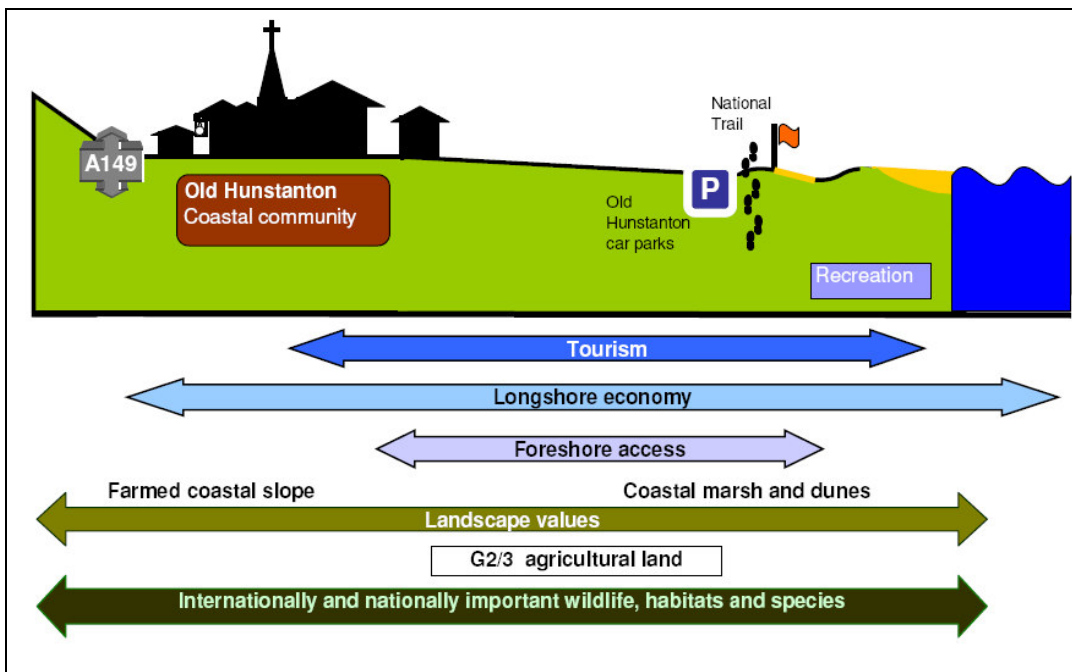 National
Trail
A149
P
Old Hunstanton
Coastal community
Old
Hunstanton
car parks
Recreation
Tourism
Longshore economy
Foreshore access
Farmed coastal slope
Coastal marsh and dunes
Landscape values
G2/3 agricultural land
Internationally and nationally important wildlife, habitats and species